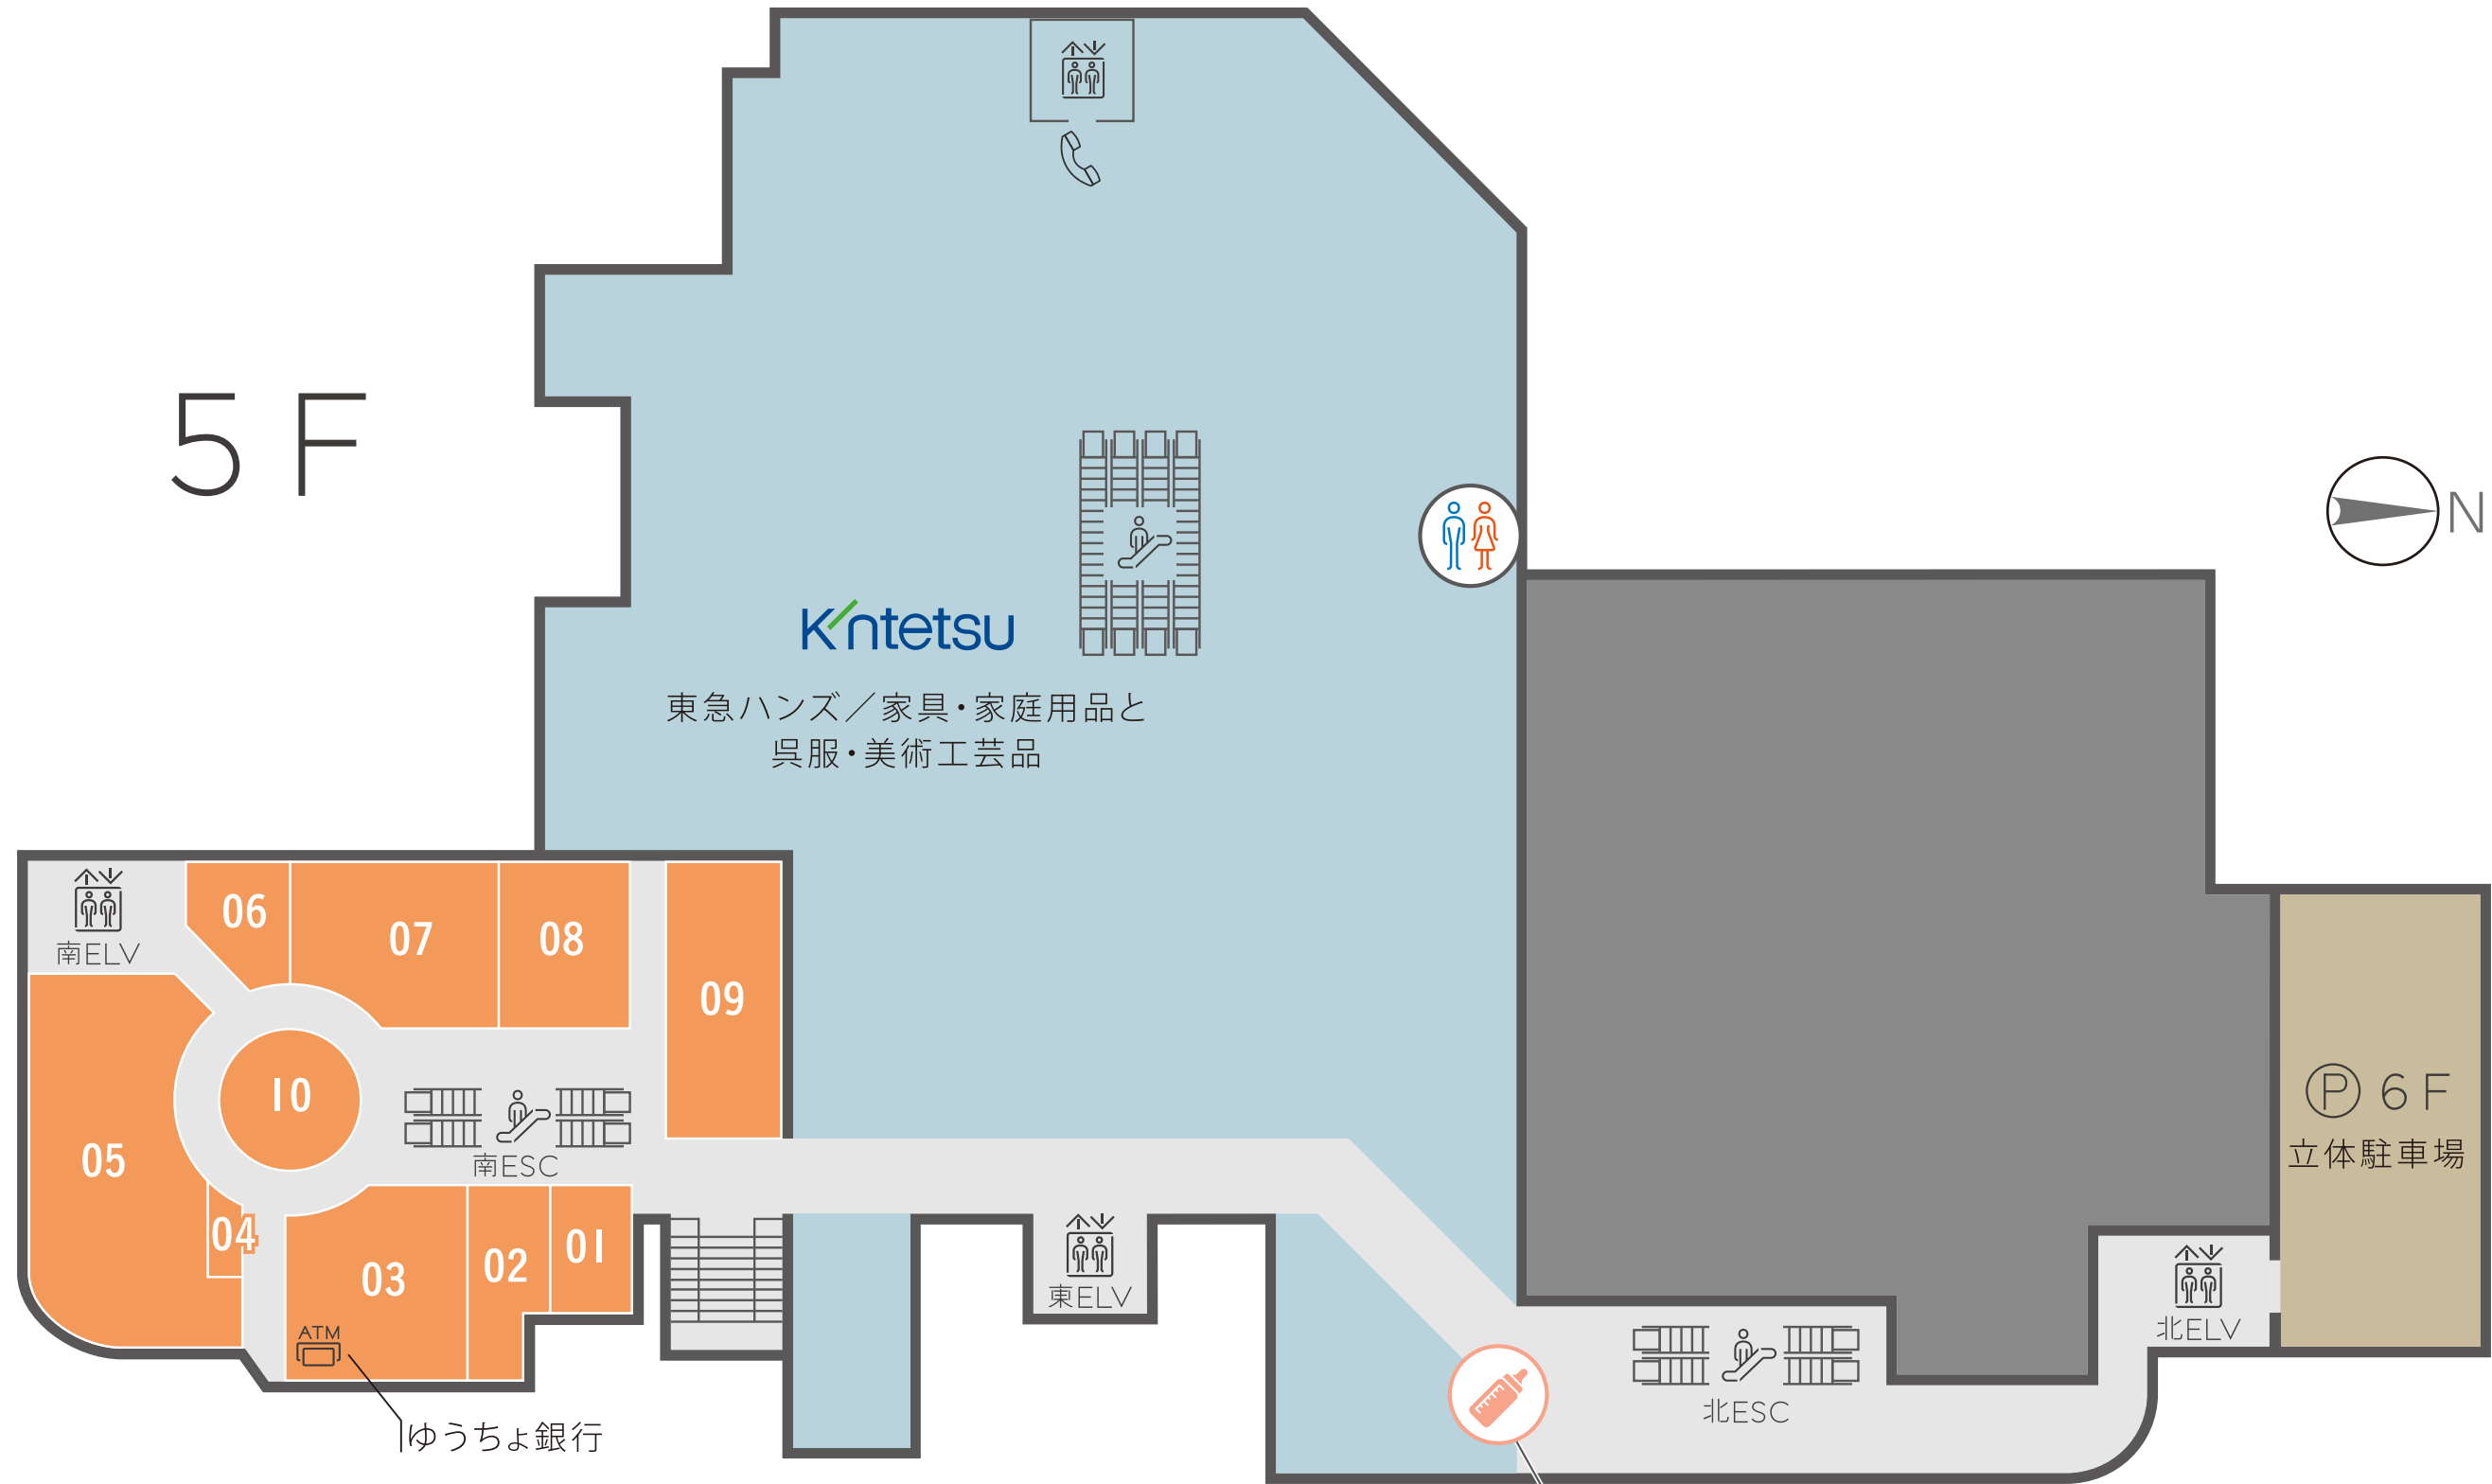 5F
N
Kintetsu
東急ハンズ／家具・家庭用品と
呉服・美術工芸品
06
07
08
南ELV
09
10
P 6F
南ESC
立体駐車場
05
04
01
02
03
東ELV
北ELV
ATM
北ESC
ゆうちょ銀行